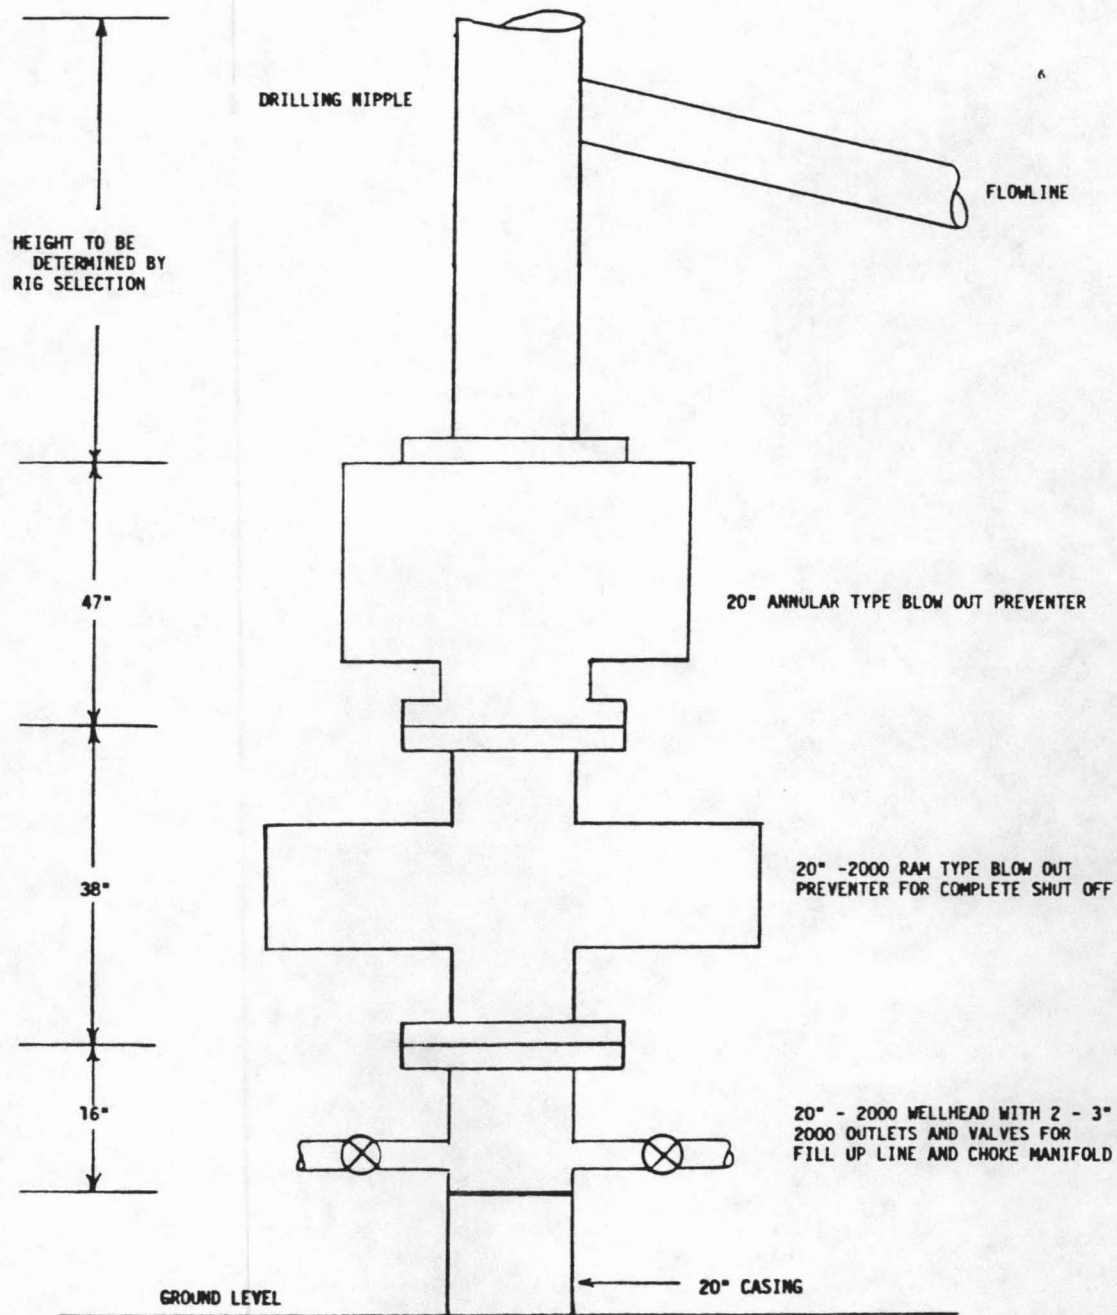 DRILLING NIPPLE
FLOWLINE
HEIGHT TO BE
DETERMINED BY
RIG SELECTION
47"
20" ANNULAR TYPE BLOW OUT PREVENTER
38"
20" -2000 RAM TYPE BLOW OUT
PREVENTER FOR COMPLETE SHUT OFF
16"
20" - 2000 WELLHEAD WITH 2 - 3"
2000 OUTLETS AND VALVES FOR
FILL UP LINE AND CHOKE MANIFOLD
20" CASING
GROUND LEVEL